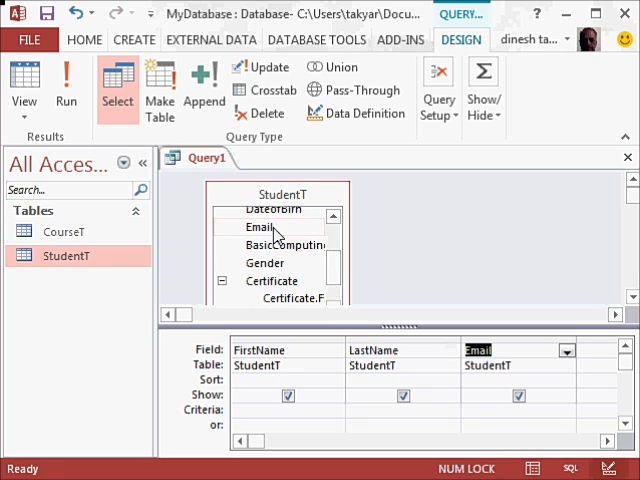 MyDatabase : Database- C:\Users\takyar\Docu...
QUERY...
?
FILE
HOME
CREATE
EXTERNAL DATA
DATABASE TOOLS
ADD-INS
DESIGN
dinesh ta...
View
Run
Select
Make Table
Append
Update
Crosstab
Delete
Union
Pass-Through
Data Definition
Query Setup
Show/ Hide
Results
Query Type
All Acces...
Search...
Tables
CourseT
StudentT
Query1
StudentT
DateofBirh
Email
BasicComputing
Gender
Certificate
Certificate.F
Field: FirstName LastName Email
Table: StudentT StudentT StudentT
Sort:
Show:
Criteria:
or:
Ready
NUM LOCK
SQL